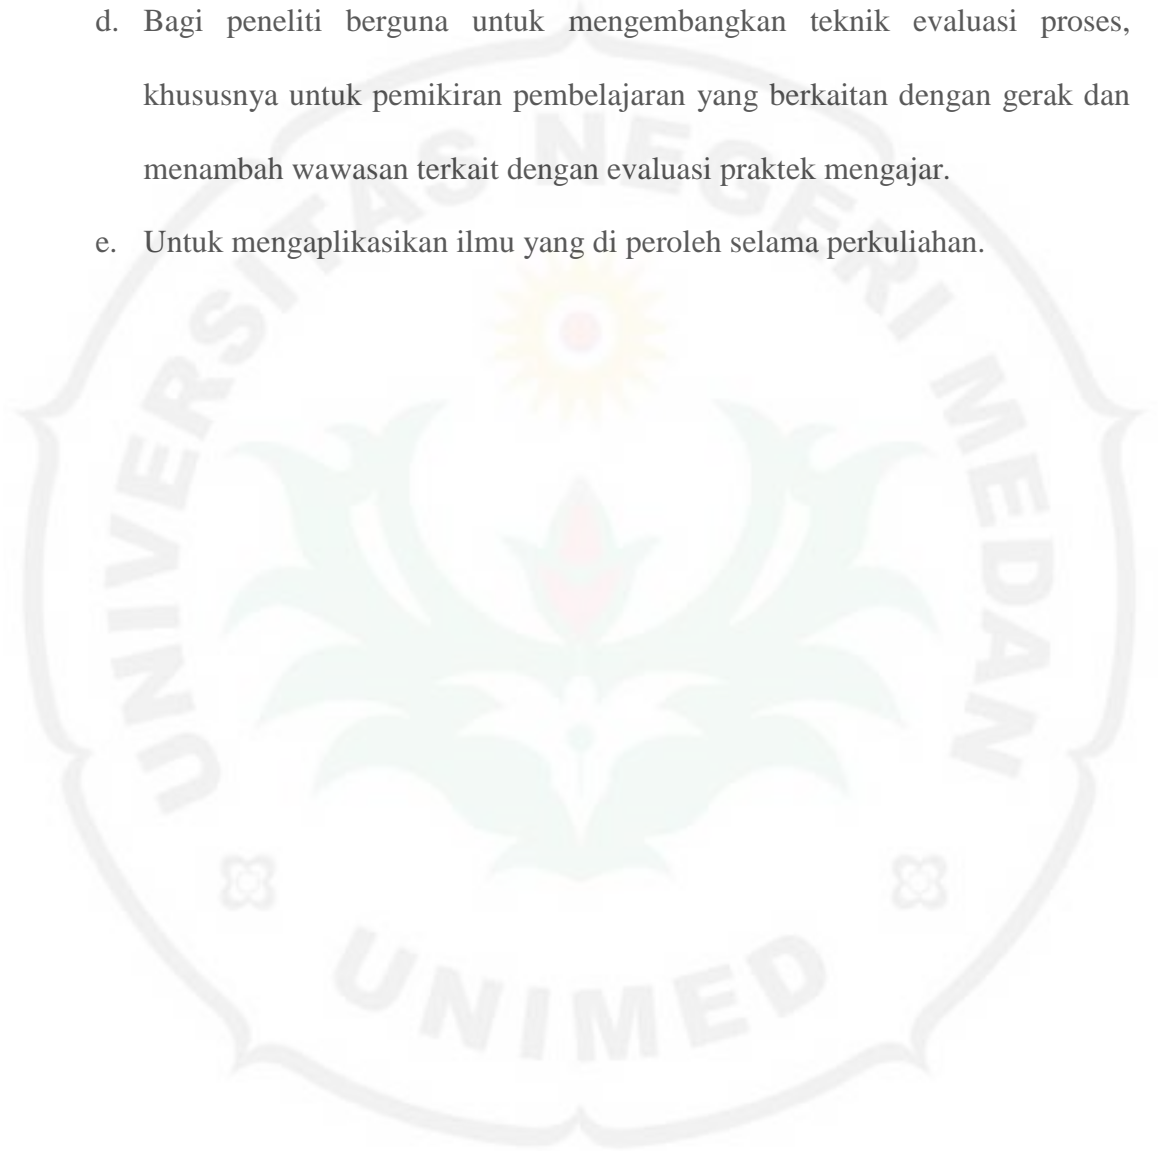 d. Bagi peneliti berguna untuk mengembangkan teknik evaluasi proses,
khususnya untuk pemikiran pembelajaran yang berkaitan dengan gerak dan
menambah wawasan terkait dengan evaluasi praktek mengajar.
e. Untuk mengaplikasikan ilmu yang di peroleh selama perkuliahan.
UNIVERSITAS NEGERI MEDAN
UNIMED